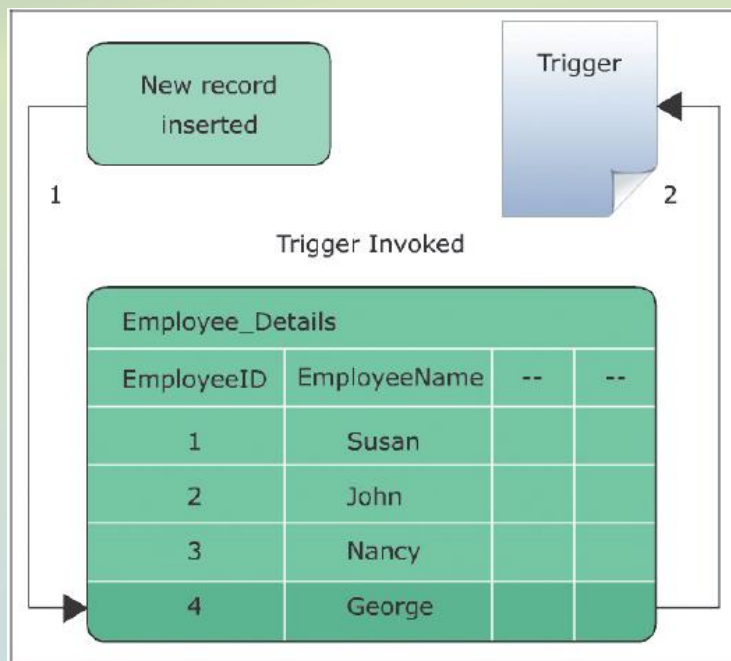 New record
inserted
Trigger
1
2
Trigger Invoked
Employee_Details
EmployeeID EmployeeName -- --
1 Susan
2 John
3 Nancy
4 George